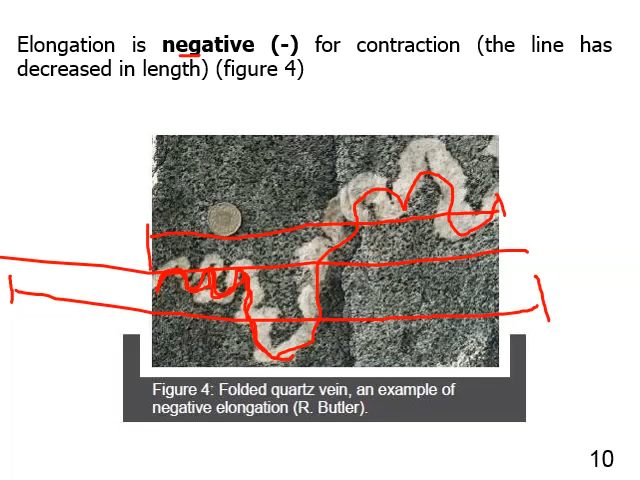 Elongation is negative (-) for contraction (the line has
decreased in length) (figure 4)
Figure 4: Folded quartz vein, an example of
negative elongation (R. Butler).
10